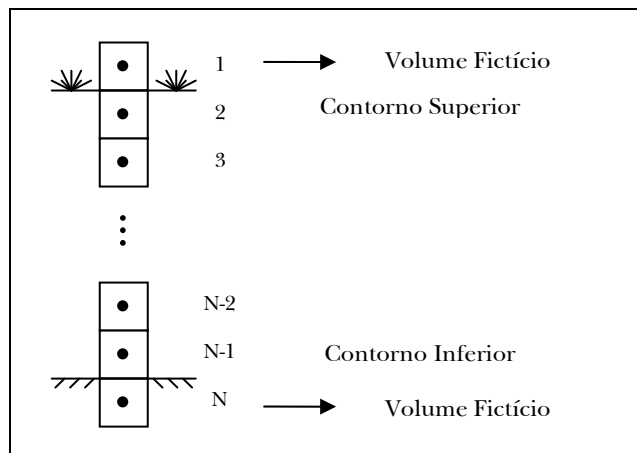 1 Volume Fictício
2 Contorno Superior
3
N-2
N-1 Contorno Inferior
N Volume Fictício